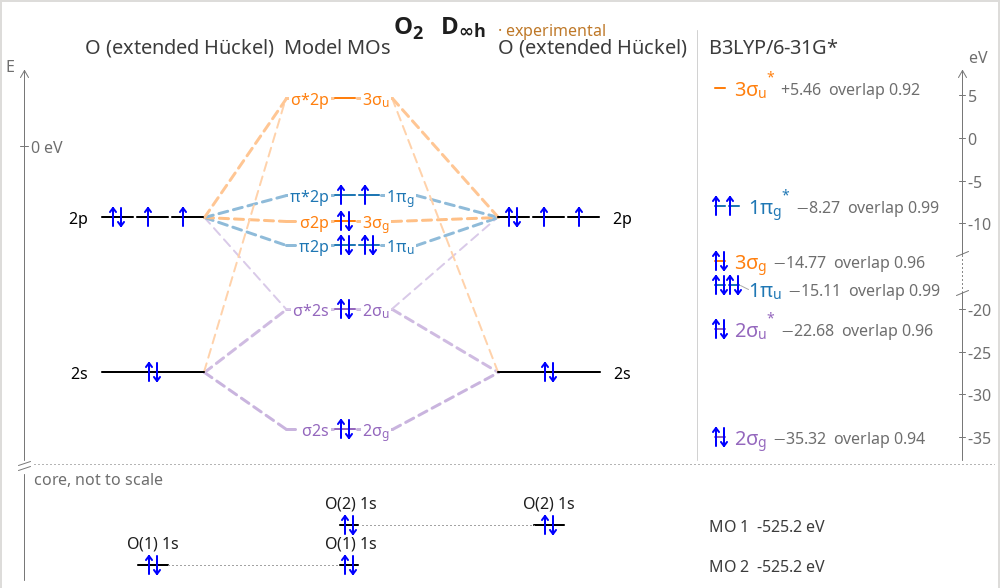 O₂ D∞h · experimental
O (extended Hückel) Model MOs O (extended Hückel) B3LYP/6-31G*
E eV
σ*2p 3σu 3σu* +5.46 overlap 0.92 5
0 eV 0
-5
π*2p 1πg 1πg* −8.27 overlap 0.99
2p σ2p 3σg 2p -10
π2p 1πu
3σg −14.77 overlap 0.96
1πu −15.11 overlap 0.99
σ*2s 2σu -20
2σu* −22.68 overlap 0.96
-25
2s 2s
-30
σ2s 2σg 2σg −35.32 overlap 0.94 -35
core, not to scale
O(2) 1s O(2) 1s
MO 1 -525.2 eV
O(1) 1s O(1) 1s
MO 2 -525.2 eV